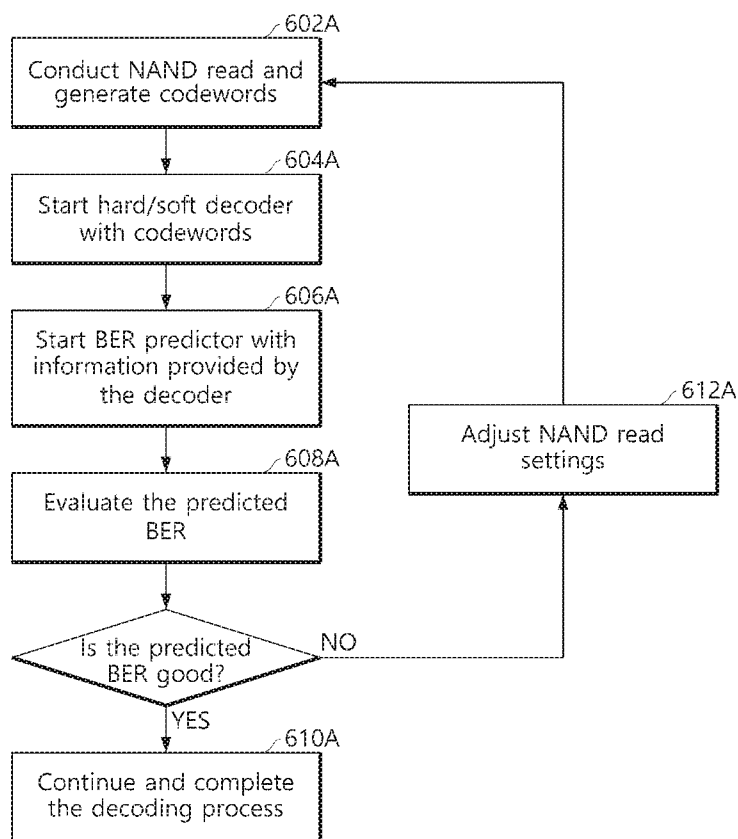 602A
Conduct NAND read and
generate codewords
604A
Start hard/soft decoder
with codewords
606A
Start BER predictor with
information provided by
the decoder
612A
Adjust NAND read
settings
608A
Evaluate the predicted
BER
Is the predicted
BER good?
NO
YES
610A
Continue and complete
the decoding process